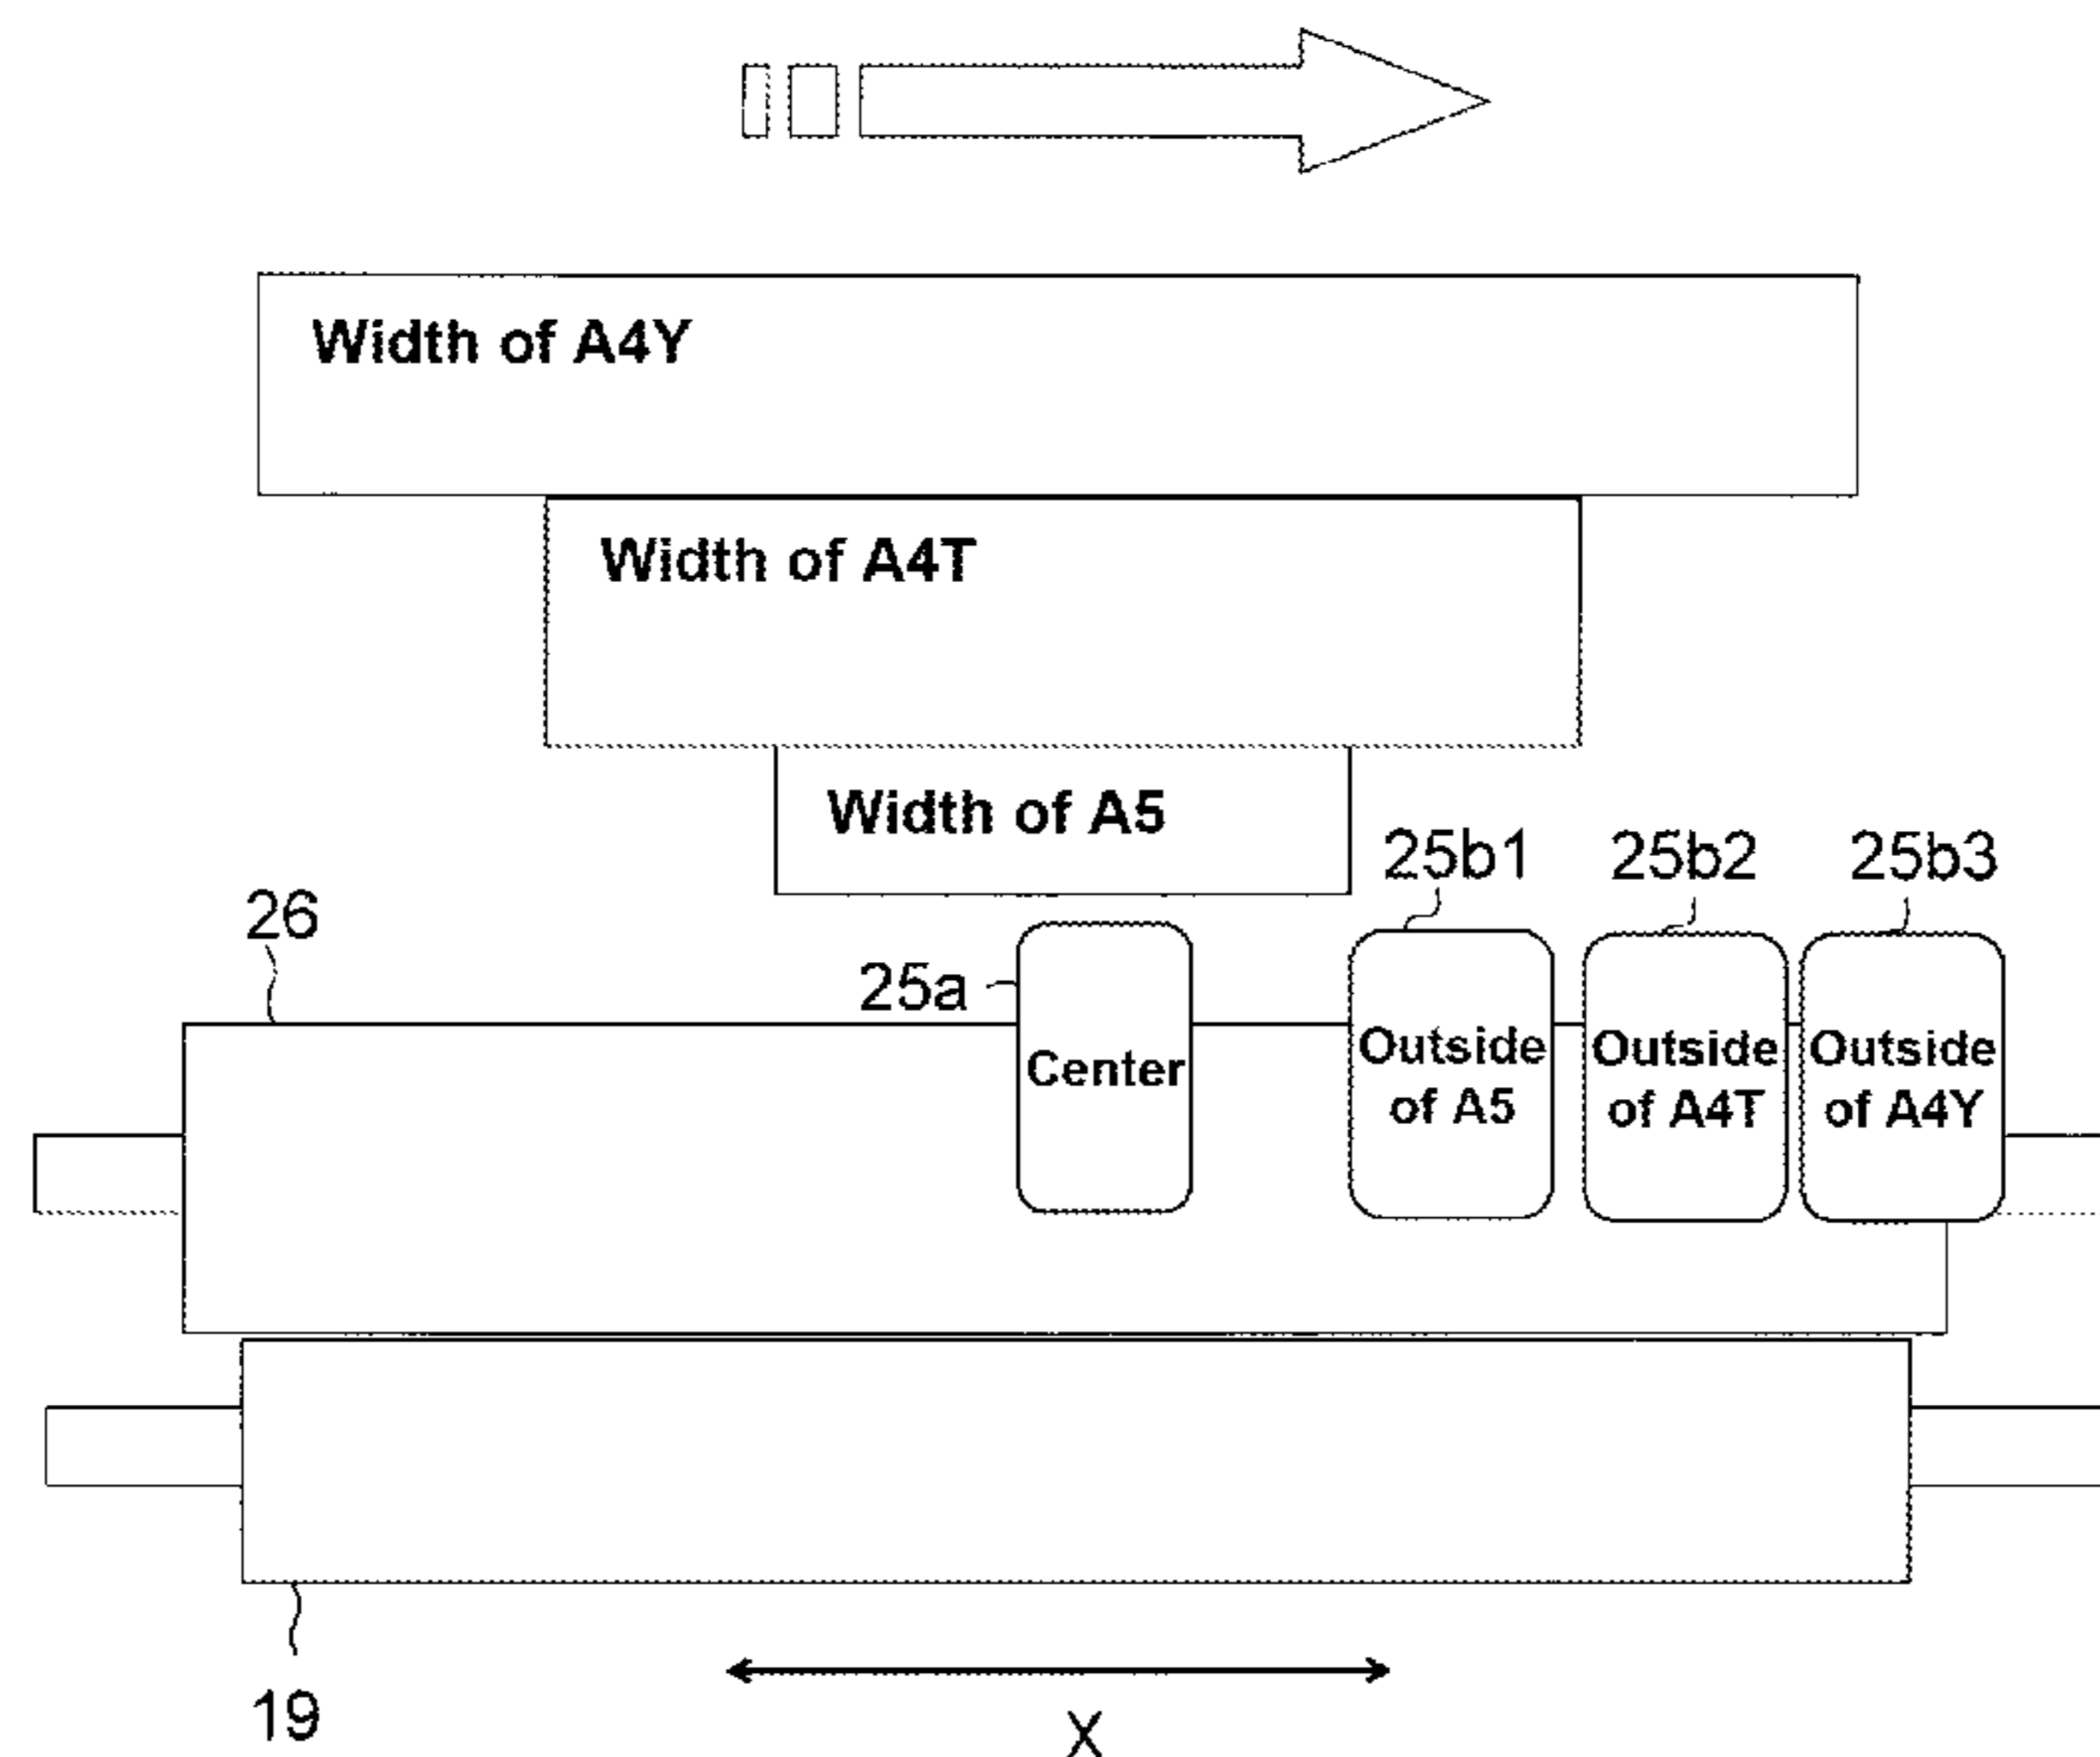 Width of A4Y
Width of A4T
Width of A5
25b1
25b2
25b3
26
25a
Center
Outside
of A5
Outside
of A4T
Outside
of A4Y
19
X